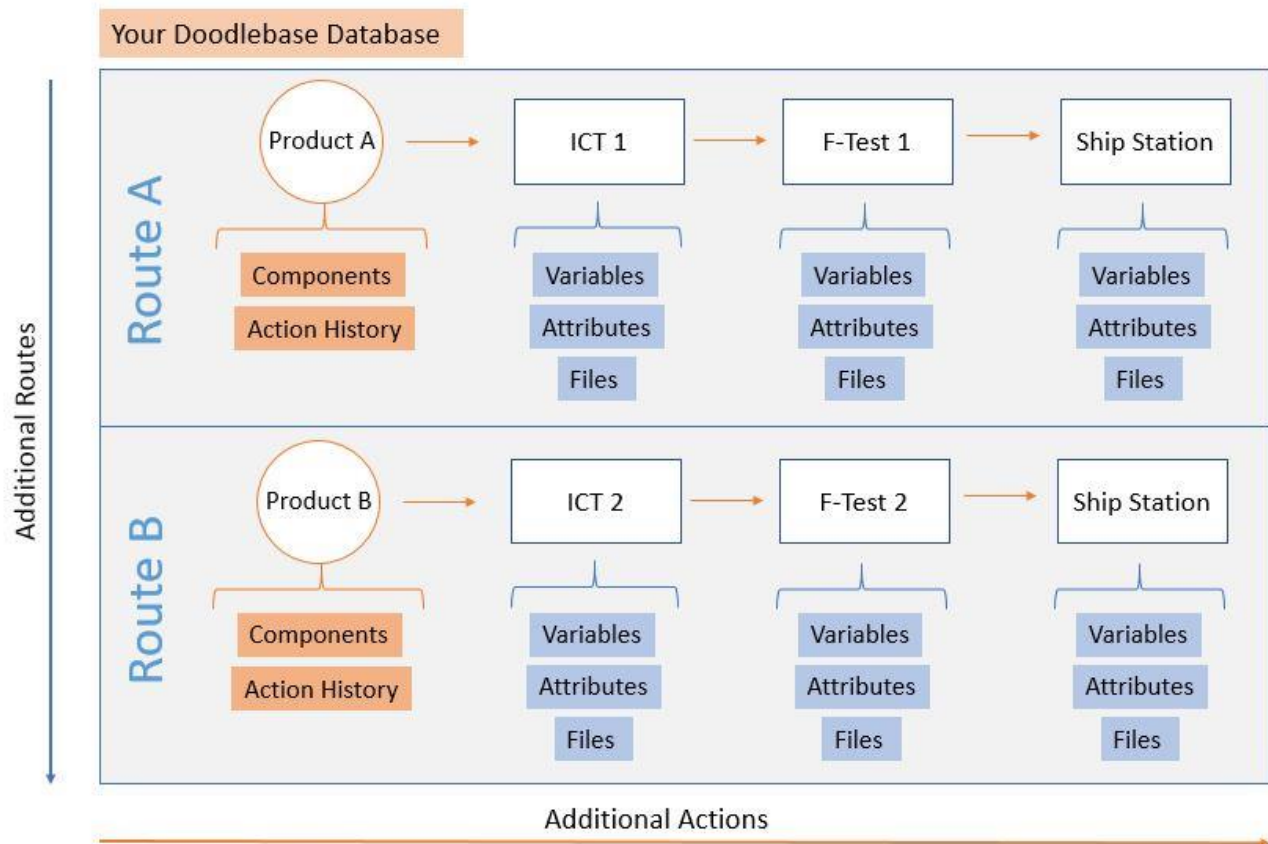 Your Doodlebase Database
Additional Routes
Route A
Product A
ICT 1
F-Test 1
Ship Station
Components
Variables
Variables
Variables
Action History
Attributes
Attributes
Attributes
Files
Files
Files
Route B
Product B
ICT 2
F-Test 2
Ship Station
Components
Variables
Variables
Variables
Action History
Attributes
Attributes
Attributes
Files
Files
Files
Additional Actions